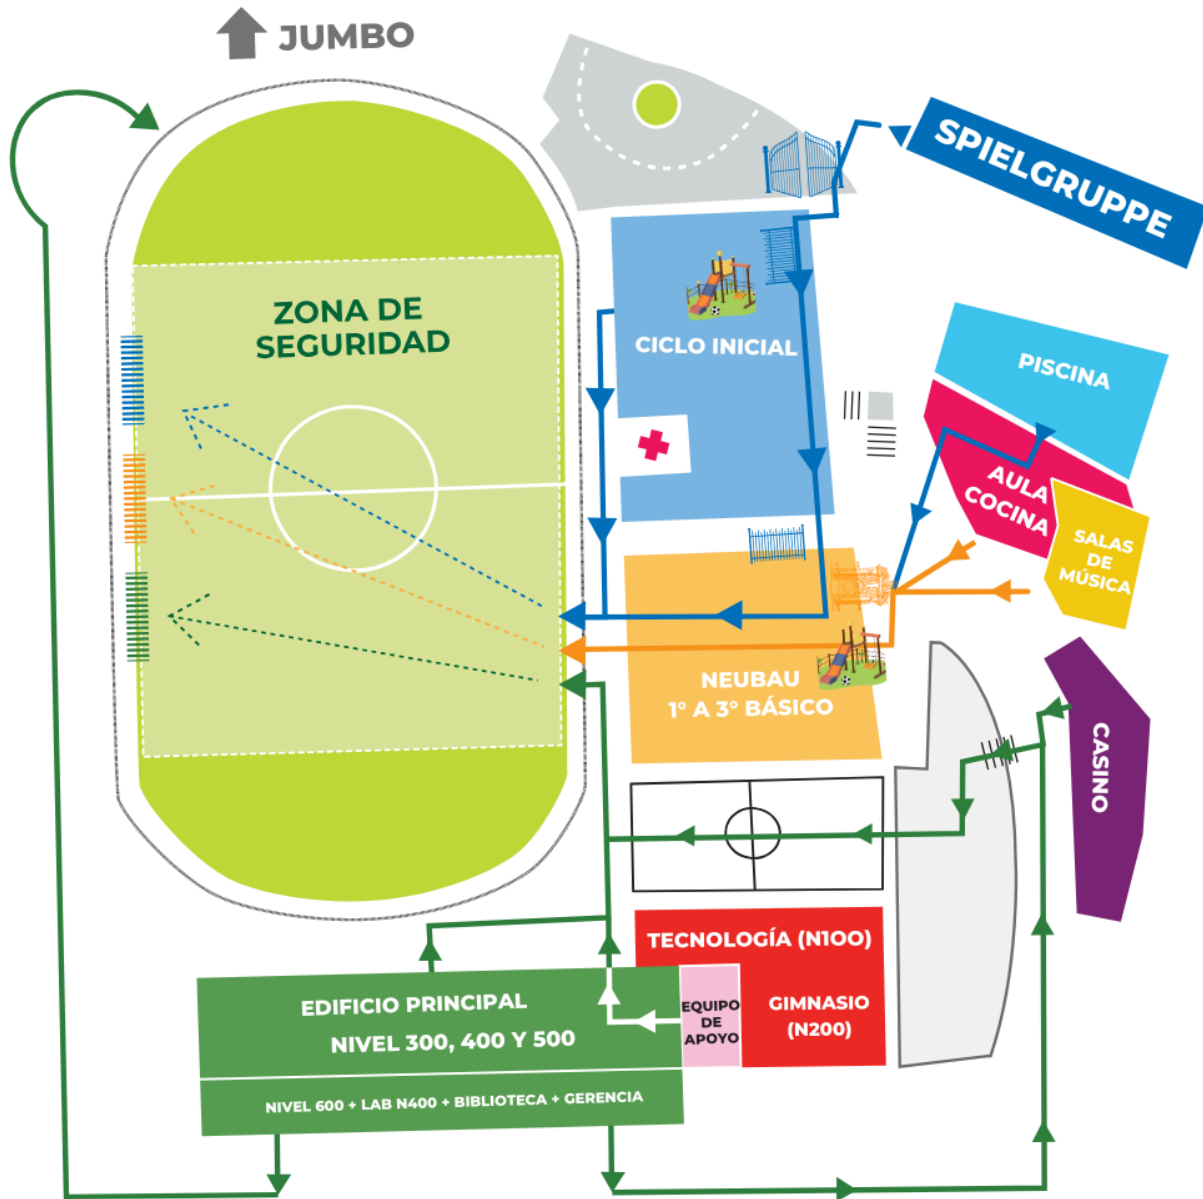 JUMBO
SPIELGRUPPE
ZONA DE
SEGURIDAD
CICLO INICIAL
PISCINA
AULA
COCINA
SALAS
DE
MÚSICA
NEUBAU
1° A 3° BÁSICO
CASINO
TECNOLOGÍA (N1OO)
GIMNASIO
(N200)
EQUIPO
DE
APOYO
EDIFICIO PRINCIPAL
NIVEL 300, 400 Y 500
NIVEL 600 + LAB N400 + BIBLIOTECA + GERENCIA